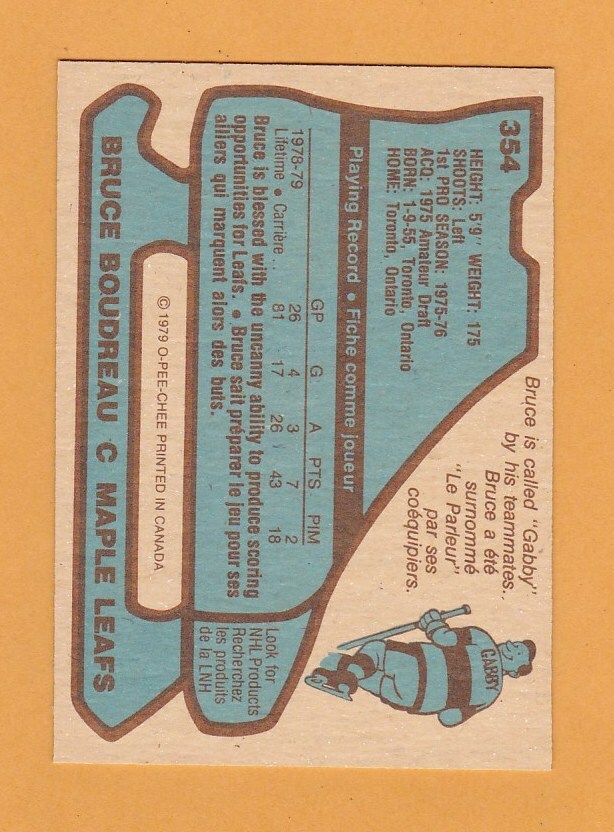 354
HEIGHT: 5'9" WEIGHT: 175
SHOOTS: Left
1st PRO SEASON: 1975-76
ACQ: 1975 Amateur Draft
BORN: 1-9-55, Toronto, Ontario
HOME: Toronto, Ontario
Bruce is called "Gabby"
by his teammates.
Bruce a été
surnommé
"Le Parleur"
par ses
coéquipiers.
GABBY
Playing Record • Fiche comme joueur
GP G A PTS PIM
1978-79 26 4 3 7 2
Lifetime • Carrière .. 81 17 26 43 18
Bruce is blessed with the uncanny ability to produce scoring
opportunities for Leafs. • Bruce sait préparer le jeu pour ses
ailiers qui marquent alors des buts.
Look for
NHL Products
Recherchez
les produits
de la LNH
© 1979 O-PEE-CHEE PRINTED IN CANADA
BRUCE BOUDREAU C MAPLE LEAFS